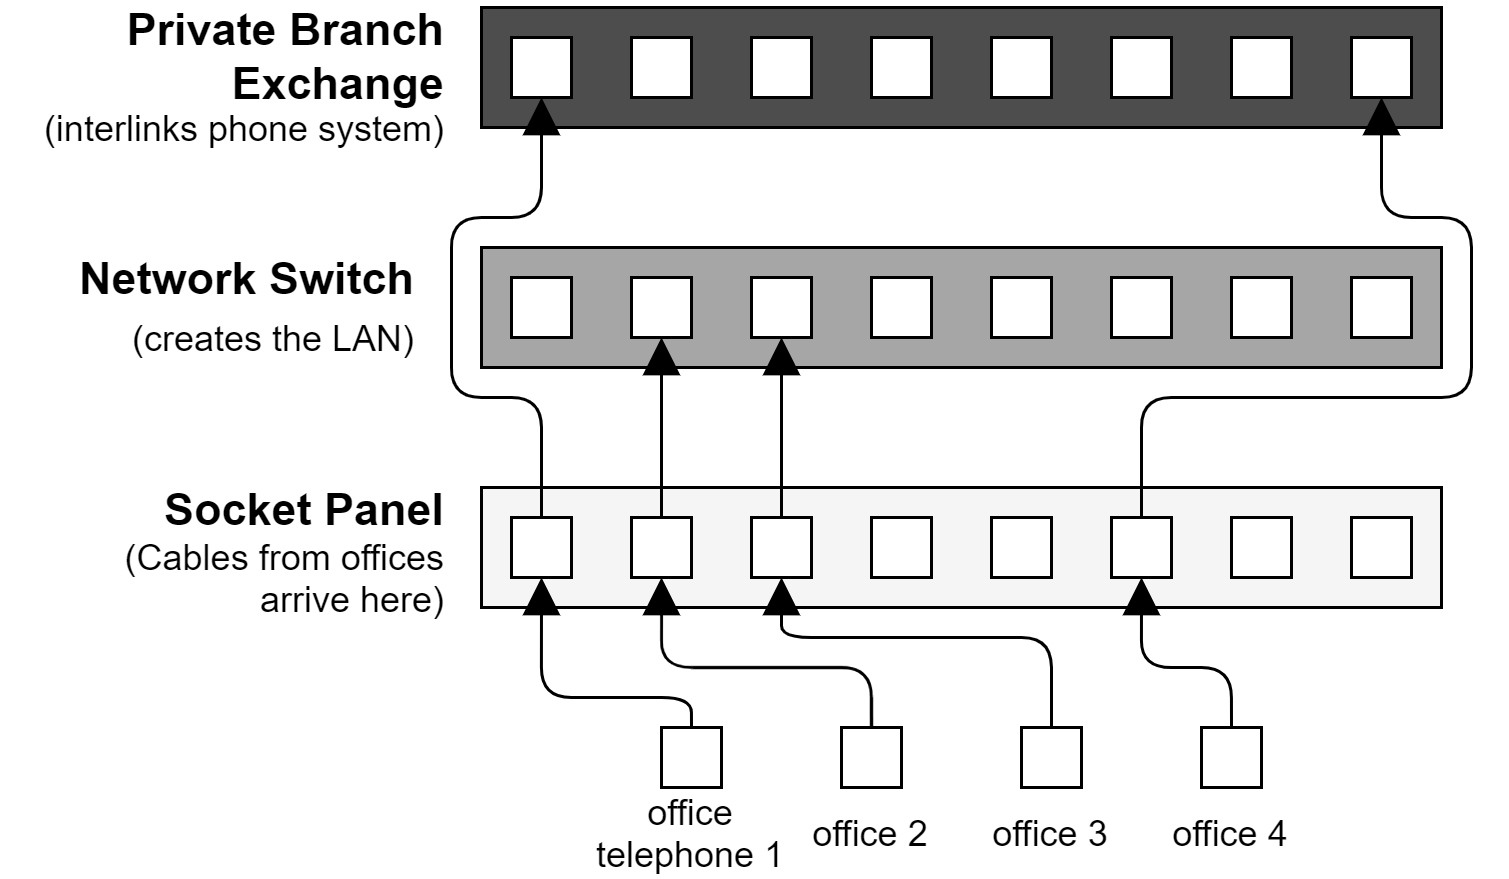 Private Branch
Exchange
(interlinks phone system)
Network Switch
(creates the LAN)
Socket Panel
(Cables from offices
arrive here)
office
telephone 1
office 2
office 3
office 4